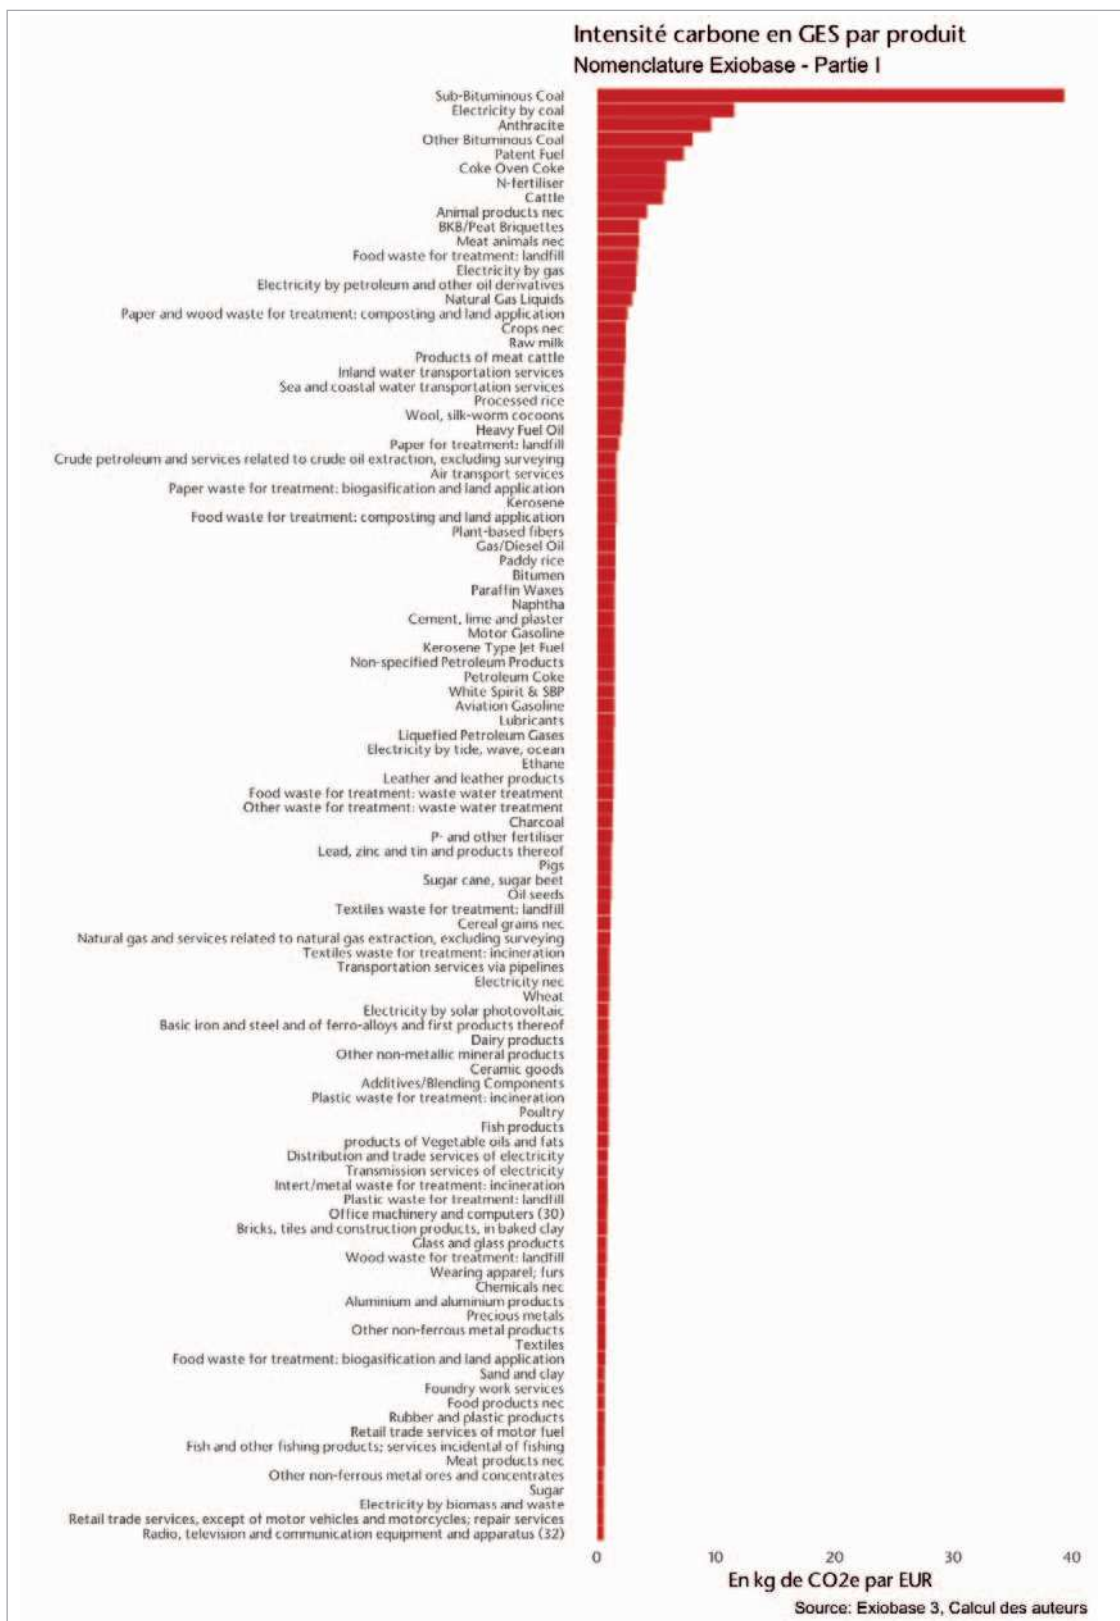 Intensité carbone en GES par produit
Nomenclature Exiobase - Partie I
Sub-Bituminous Coal
Electricity by coal
Anthracite
Other Bituminous Coal
Patent Fuel
Coke Oven Coke
N-fertiliser
Cattle
Animal products nec
BKB/Peat Briquettes
Meat animals nec
Food waste for treatment: landfill
Electricity by gas
Electricity by petroleum and other oil derivatives
Natural Gas Liquids
Paper and wood waste for treatment: composting and land application
Crops nec
Raw milk
Products of meat cattle
Inland water transportation services
Sea and coastal water transportation services
Processed rice
Wool, silk-worm cocoons
Heavy Fuel Oil
Paper for treatment: landfill
Crude petroleum and services related to crude oil extraction, excluding surveying
Air transport services
Paper waste for treatment: biogasification and land application
Kerosene
Food waste for treatment: composting and land application
Plant-based fibers
Gas/Diesel Oil
Paddy rice
Bitumen
Paraffin Waxes
Naphtha
Cement, lime and plaster
Motor Gasoline
Kerosene Type Jet Fuel
Non-specified Petroleum Products
Petroleum Coke
White Spirit & SBP
Aviation Gasoline
Lubricants
Liquefied Petroleum Gases
Electricity by tide, wave, ocean
Ethane
Leather and leather products
Food waste for treatment: waste water treatment
Other waste for treatment: waste water treatment
Charcoal
P- and other fertiliser
Lead, zinc and tin and products thereof
Pigs
Sugar cane, sugar beet
Oil seeds
Textiles waste for treatment: landfill
Cereal grains nec
Natural gas and services related to natural gas extraction, excluding surveying
Textiles waste for treatment: incineration
Transportation services via pipelines
Electricity nec
Wheat
Electricity by solar photovoltaic
Basic iron and steel and of ferro-alloys and first products thereof
Dairy products
Other non-metallic mineral products
Ceramic goods
Additives/Blending Components
Plastic waste for treatment: incineration
Poultry
Fish products
products of Vegetable oils and fats
Distribution and trade services of electricity
Transmission services of electricity
Intert/metal waste for treatment: incineration
Plastic waste for treatment: landfill
Office machinery and computers (30)
Bricks, tiles and construction products, in baked clay
Glass and glass products
Wood waste for treatment: landfill
Wearing apparel; furs
Chemicals nec
Aluminium and aluminium products
Precious metals
Other non-ferrous metal products
Textiles
Food waste for treatment: biogasification and land application
Sand and clay
Foundry work services
Food products nec
Rubber and plastic products
Retail trade services of motor fuel
Fish and other fishing products; services incidental of fishing
Meat products nec
Other non-ferrous metal ores and concentrates
Sugar
Electricity by biomass and waste
Retail trade services, except of motor vehicles and motorcycles; repair services
Radio, television and communication equipment and apparatus (32)
0 10 20 30 40
En kg de CO2e par EUR
Source: Exiobase 3, Calcul des auteurs